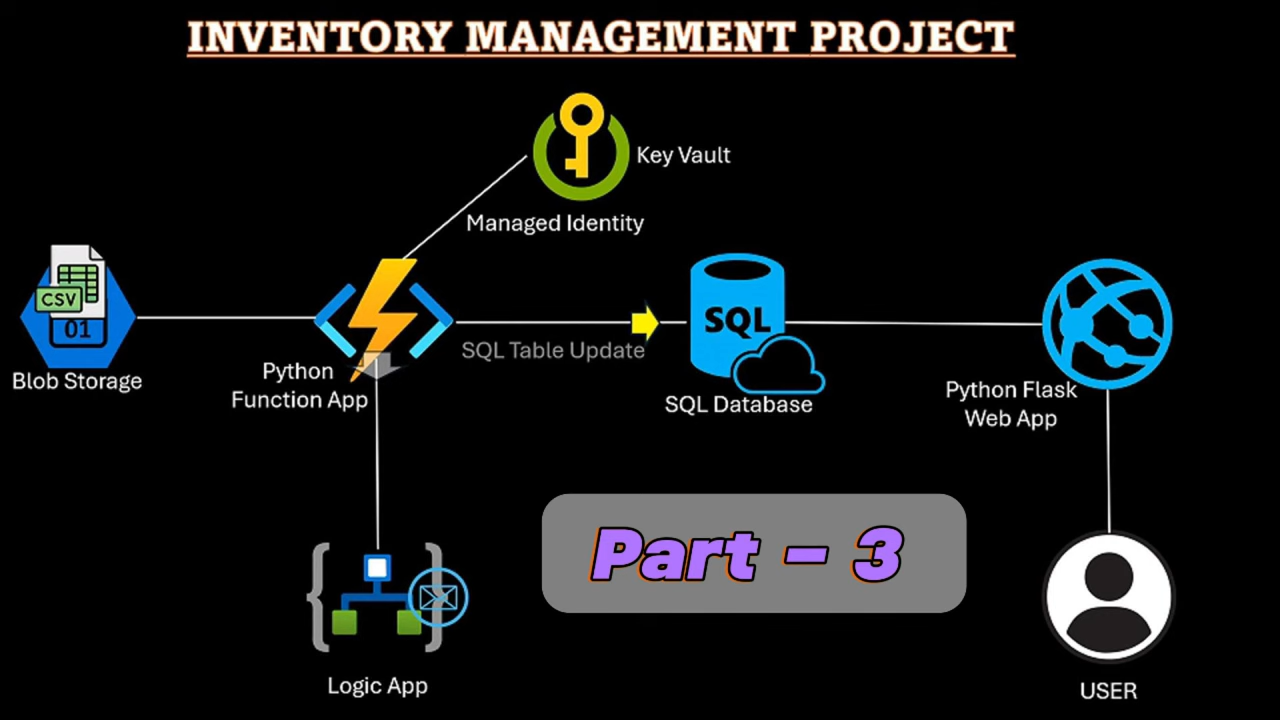 INVENTORY MANAGEMENT PROJECT
Key Vault
Managed Identity
CSV
01
Blob Storage
Python
Function App
SQL Table Update
SQL
SQL Database
Python Flask
Web App
Part - 3
Logic App
USER